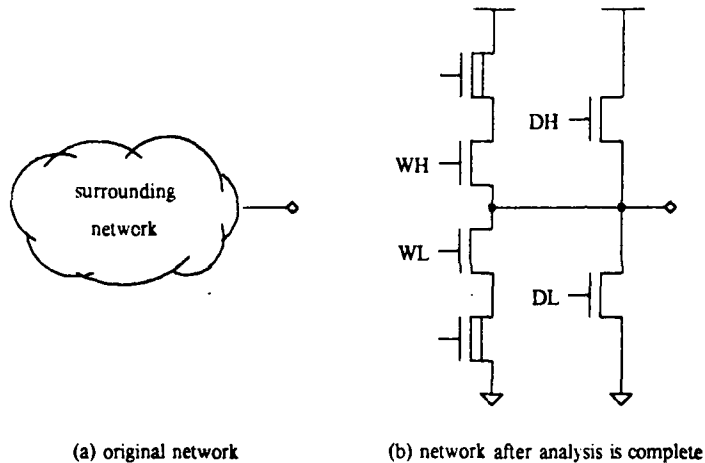 surrounding
network
WH
DH
WL
DL
(a) original network
(b) network after analysis is complete